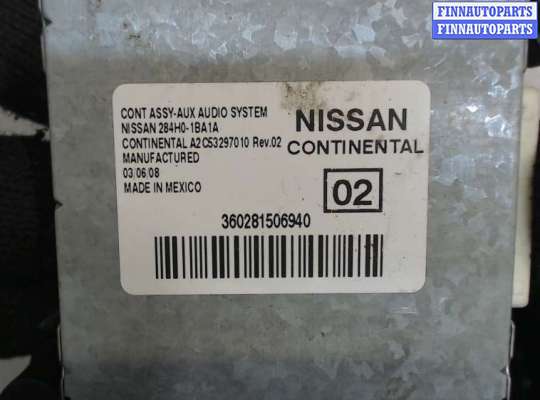 FINNAUTOPARTS
FINNAUTOPARTS
CONT ASSY-AUX AUDIO SYSTEM
NISSAN 284H0-1BA1A
CONTINENTAL A2C53297010 Rev.02
MANUFACTURED
03/06/08
MADE IN MEXICO
NISSAN
CONTINENTAL
02
360281506940